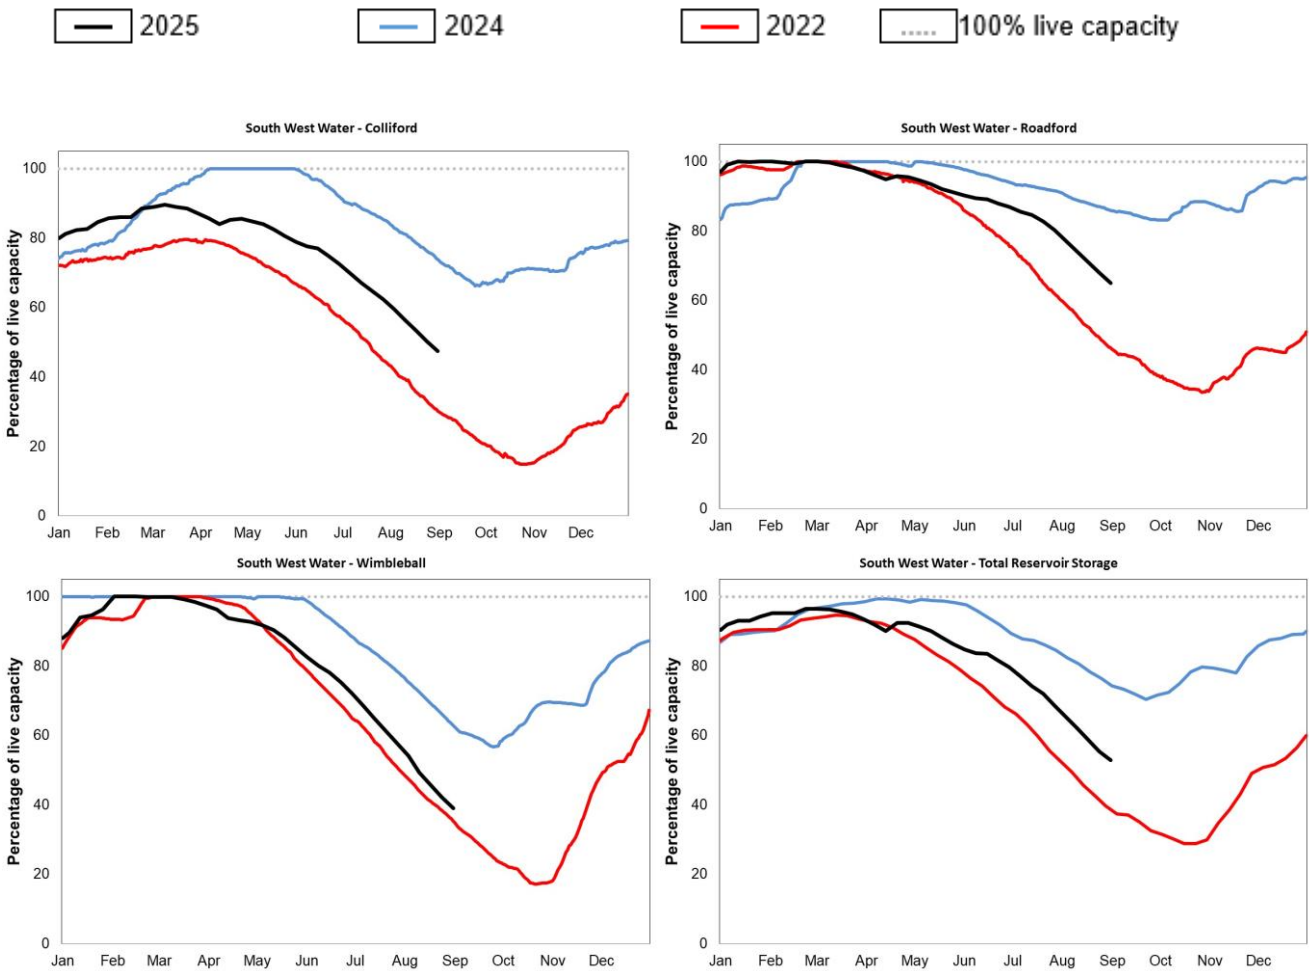 2025 2024 2022 100% live capacity
South West Water - Colliford
Percentage of live capacity
100
80
60
40
20
0
Jan Feb Mar Apr May Jun Jul Aug Sep Oct Nov Dec
South West Water - Roadford
Percentage of live capacity
100
80
60
40
20
0
Jan Feb Mar Apr May Jun Jul Aug Sep Oct Nov Dec
South West Water - Wimbleball
Percentage of live capacity
100
80
60
40
20
0
Jan Feb Mar Apr May Jun Jul Aug Sep Oct Nov Dec
South West Water - Total Reservoir Storage
Percentage of live capacity
100
80
60
40
20
0
Jan Feb Mar Apr May Jun Jul Aug Sep Oct Nov Dec